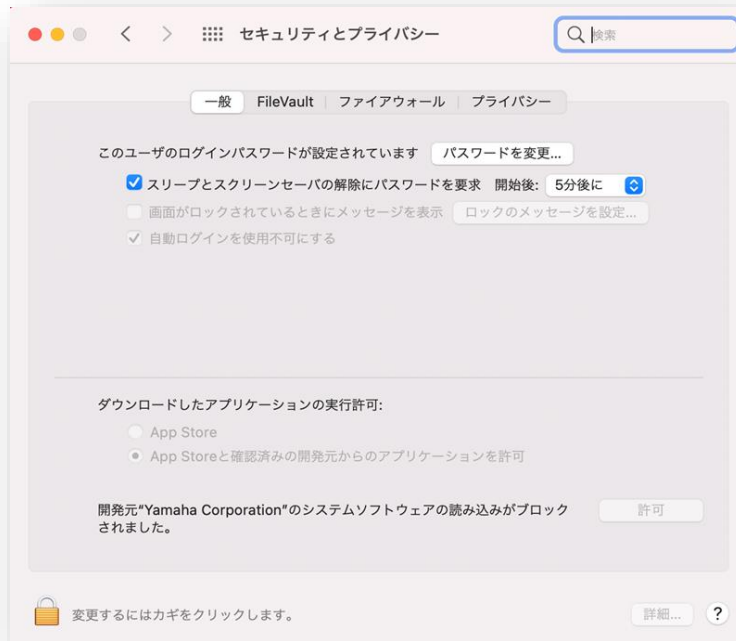 セキュリティとプライバシー
検索
一般 FileVault ファイアウォール プライバシー
このユーザのログインパスワードが設定されています パスワードを変更...
スリープとスクリーンセーバの解除にパスワードを要求 開始後: 5分後に
画面がロックされているときにメッセージを表示 ロックのメッセージを設定...
自動ログインを使用不可にする
ダウンロードしたアプリケーションの実行許可:
App Store
App Storeと確認済みの開発元からのアプリケーションを許可
開発元"Yamaha Corporation"のシステムソフトウェアの読み込みがブロック
されました。
許可
変更するにはカギをクリックします。
詳細... ?